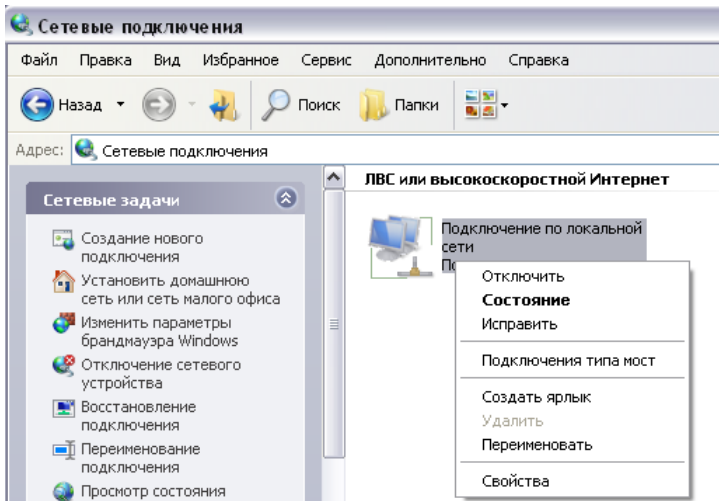 Сетевые подключения
Файл Правка Вид Избранное Сервис Дополнительно Справка
Назад Поиск Папки
Адрес: Сетевые подключения
Сетевые задачи
Создание нового
подключения
Установить домашнюю
сеть или сеть малого офиса
Изменить параметры
брандмауэра Windows
Отключение сетевого
устройства
Восстановление
подключения
Переименование
подключения
Просмотр состояния
ЛВС или высокоскоростной Интернет
Подключение по локальной
сети
Отключить
Состояние
Исправить
Подключения типа мост
Создать ярлык
Удалить
Переименовать
Свойства